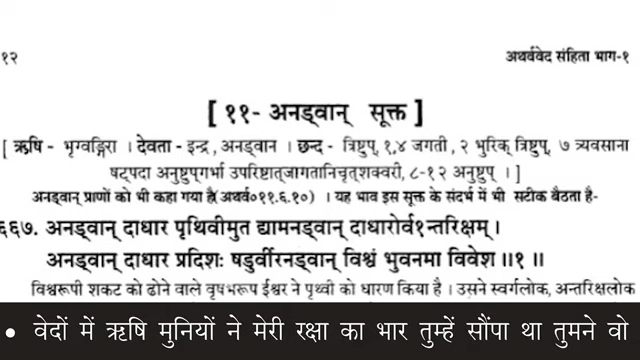 १२
अथर्ववेद संहिता भाग-१
[ ११- अनड्वान् सूक्त ]
[ ऋषि - भृग्वङ्गिरा । देवता - इन्द्र , अनड्वान । छन्द - त्रिष्टुप्, १,४ जगती , २ भुरिक् त्रिष्टुप्, ७ त्र्यवसाना
षट्पदा अनुष्टुप्गर्भा उपरिष्टात्जागतानिचृत्शक्वरी, ८-१२ अनुष्टुप् । ]
अनड्वान् प्राणों को भी कहा गया है(अथर्व०११.६.१०) । यह भाव इस सूक्त के संदर्भ में भी सटीक बैठता है-
६६७. अनड्वान् दाधार पृथिवीमुत द्यामनड्वान् दाधारोर्व१न्तरिक्षम् ।
अनड्वान् दाधार प्रदिशः षडुर्वीरनड्वान् विश्वं भुवनमा विवेश ॥१ ॥
विश्वरूपी शकट को ढोने वाले वृषभरूप ईश्वर ने पृथ्वी को धारण किया है । उसने स्वर्गलोक, अन्तरिक्षलोक
• वेदों में ऋषि मुनियों ने मेरी रक्षा का भार तुम्हें सौंपा था तुमने वो